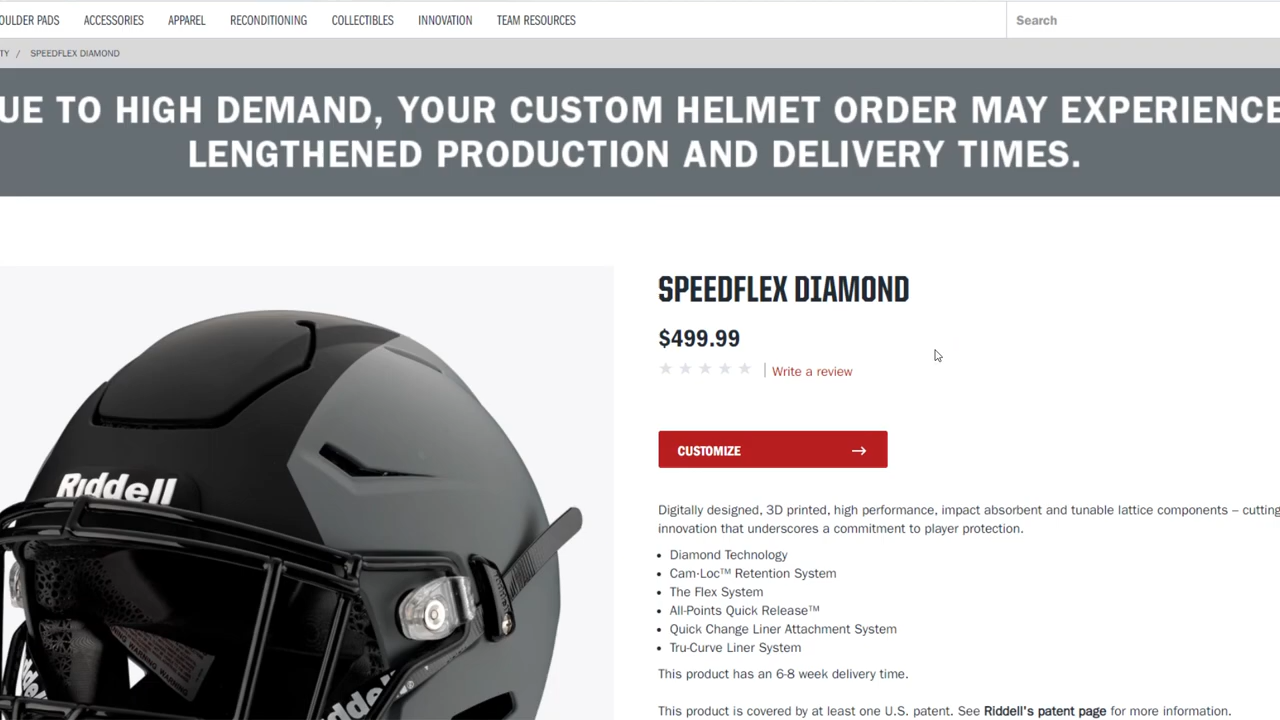 OULDER PADS ACCESSORIES APPAREL RECONDITIONING COLLECTIBLES INNOVATION TEAM RESOURCES Search
TY / SPEEDFLEX DIAMOND
UE TO HIGH DEMAND, YOUR CUSTOM HELMET ORDER MAY EXPERIENCE
LENGTHENED PRODUCTION AND DELIVERY TIMES.
SPEEDFLEX DIAMOND
$499.99
| Write a review
CUSTOMIZE →
Digitally designed, 3D printed, high performance, impact absorbent and tunable lattice components – cutting
innovation that underscores a commitment to player protection.
• Diamond Technology
• Cam·Loc™ Retention System
• The Flex System
• All-Points Quick Release™
• Quick Change Liner Attachment System
• Tru-Curve Liner System
This product has an 6-8 week delivery time.
This product is covered by at least one U.S. patent. See Riddell's patent page for more information.
Riddell
WARNING WARNING
Riddell
Riddell